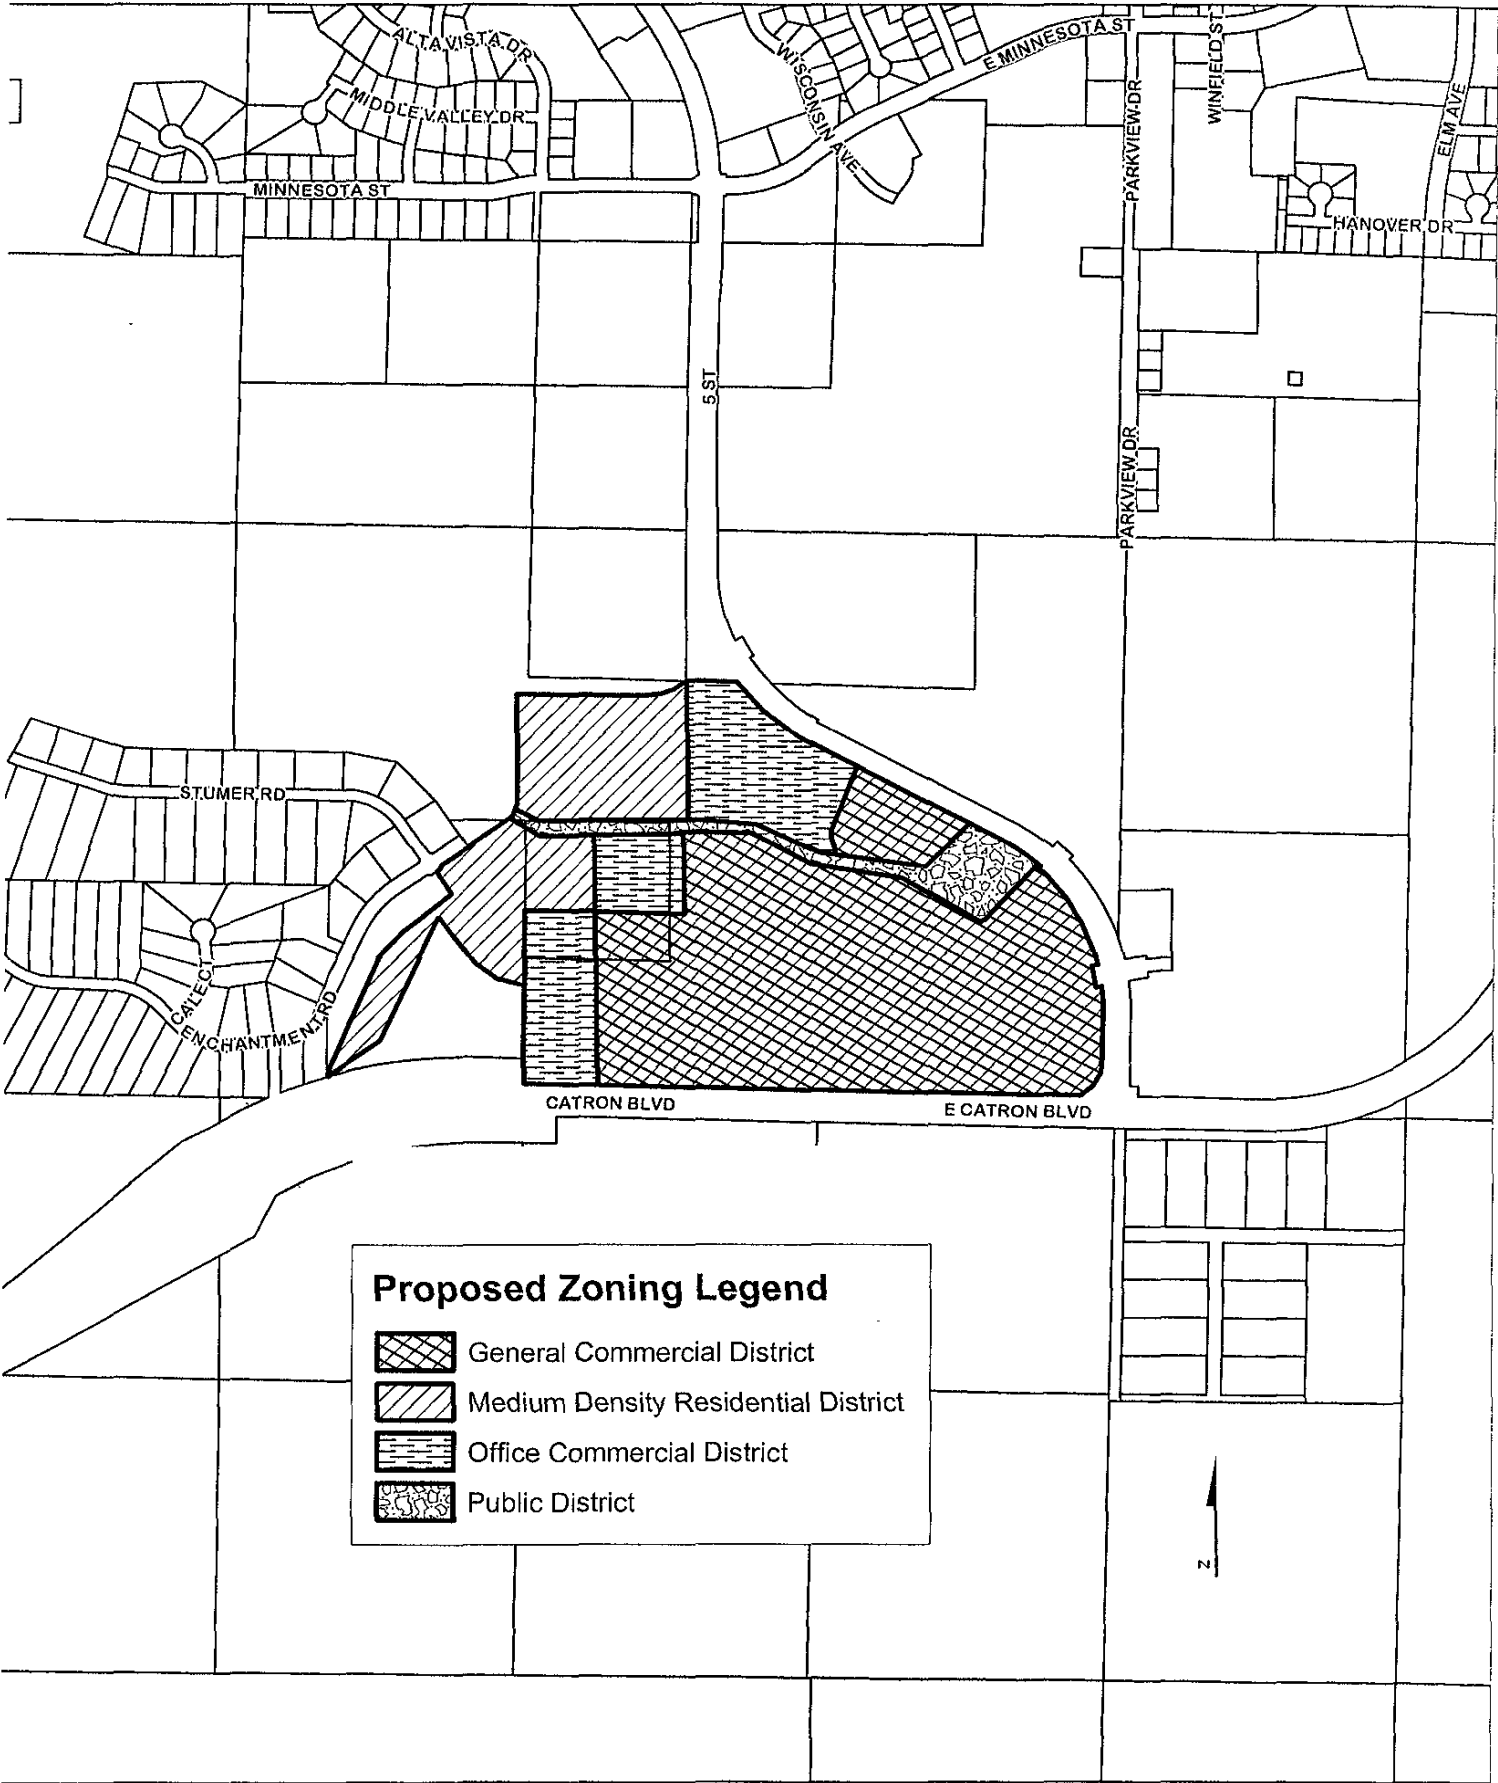 ALTA VISTA DR
WISCONSIN AVE
E MINNESOTA ST
WINFIELD ST
MIDDLE VALLEY DR
PARKVIEW DR
ELM AVE
MINNESOTA ST
HANOVER DR
5 ST
PARKVIEW DR
STUMER RD
CALLECT
ENCHANTMENT RD
CATRON BLVD
E CATRON BLVD
Proposed Zoning Legend
General Commercial District
Medium Density Residential District
Office Commercial District
Public District
N